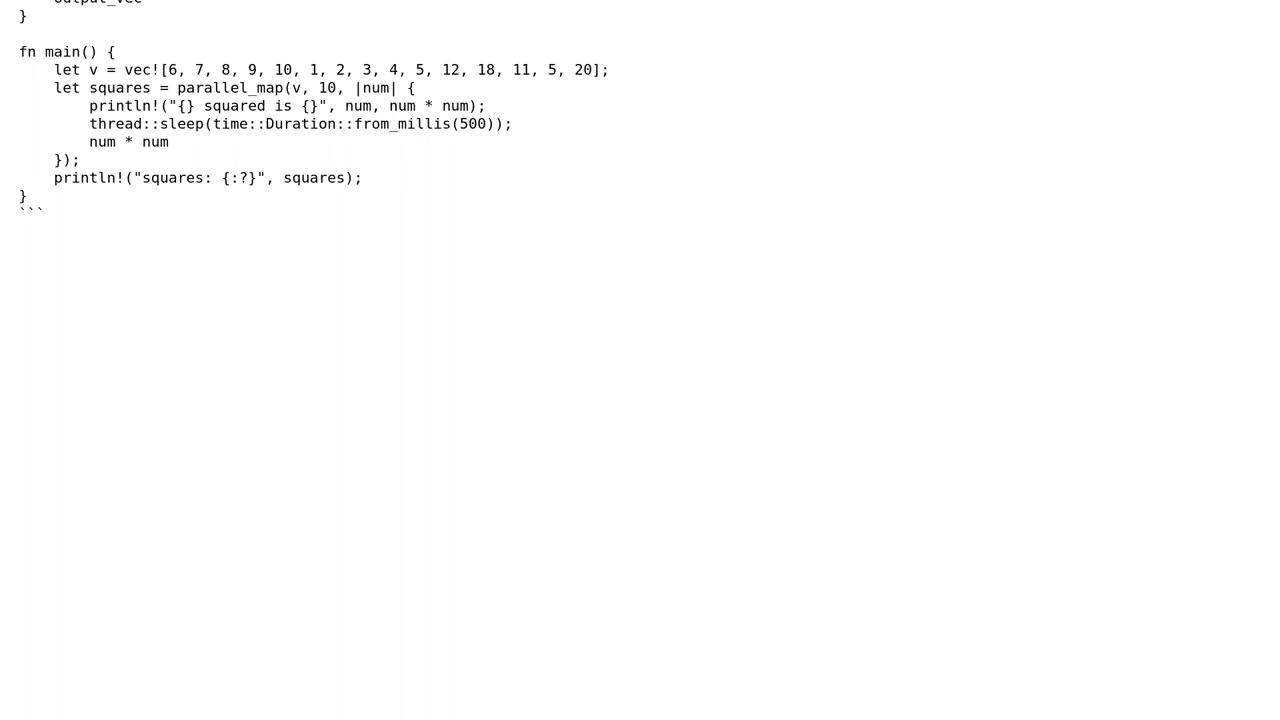 output_vec
}

fn main() {
    let v = vec![6, 7, 8, 9, 10, 1, 2, 3, 4, 5, 12, 18, 11, 5, 20];
    let squares = parallel_map(v, 10, |num| {
        println!("{} squared is {}", num, num * num);
        thread::sleep(time::Duration::from_millis(500));
        num * num
    });
    println!("squares: {:?}", squares);
}
```